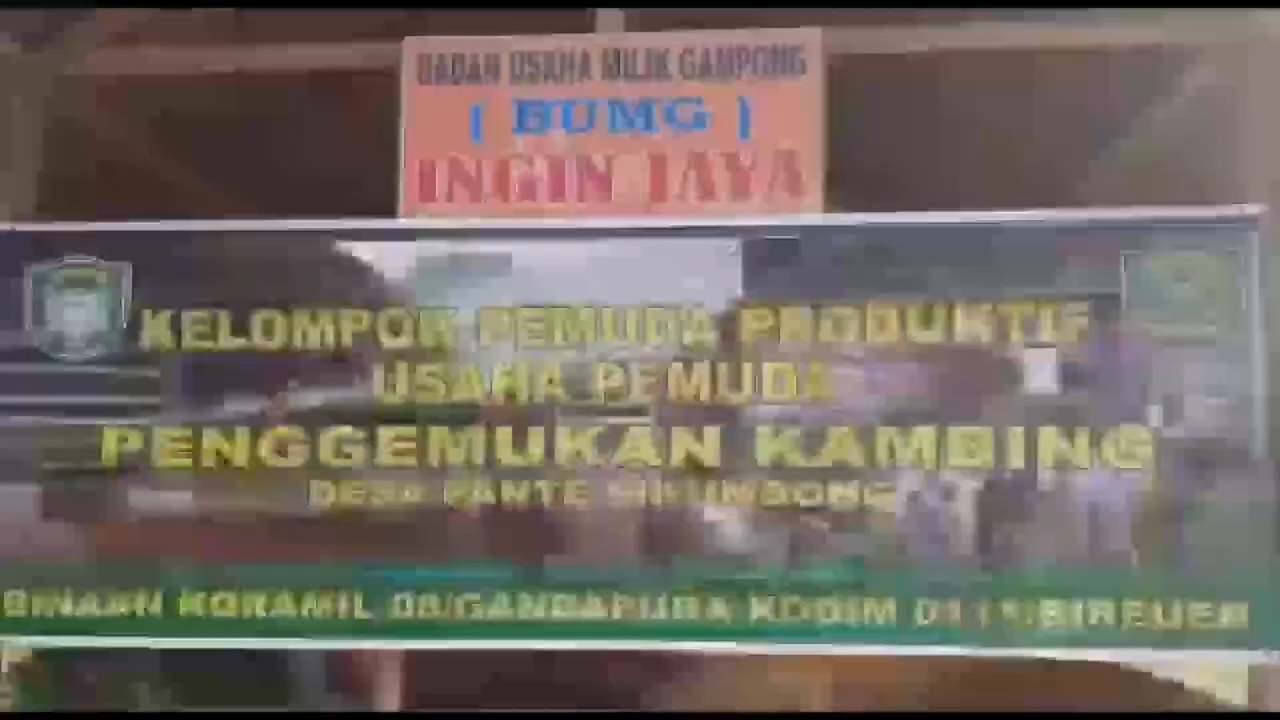 BADAN USAHA MILIK GAMPONG
( BUMG )
INGIN JAYA
KELOMPOK PEMUDA PRODUKTIF
USAHA PEMUDA
PENGGEMUKAN KAMBING
DESA PANTE
BINAAN KORAMIL 08/GANDAPURA KODIM 0111/BIREUEN